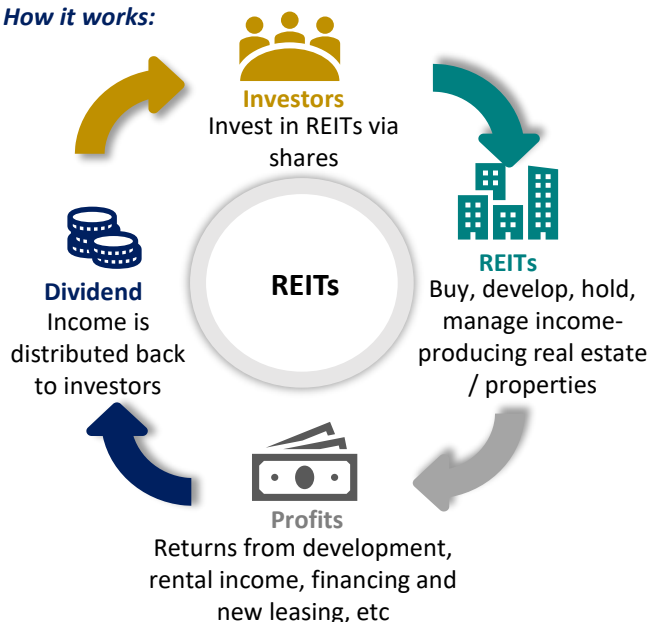 How it works:
Investors
Invest in REITs via
shares
REITs
Buy, develop, hold,
manage income-
producing real estate
/ properties
Profits
Returns from development,
rental income, financing and
new leasing, etc
Dividend
Income is
distributed back
to investors
REITs